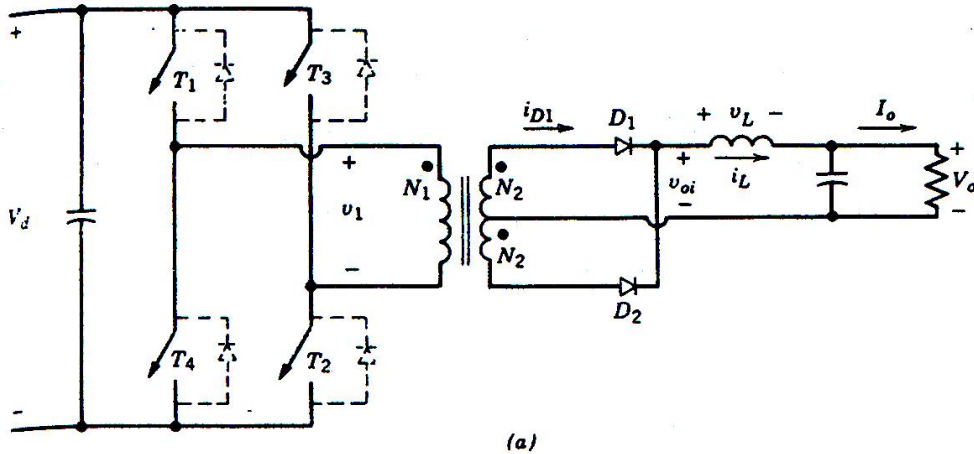 +
T1
T3
iD1
D1
+ vL −
Io
+
N1
N2
+
voi
−
iL
+
Vo
−
Vd
v1
−
N2
D2
T4
T2
−
(a)